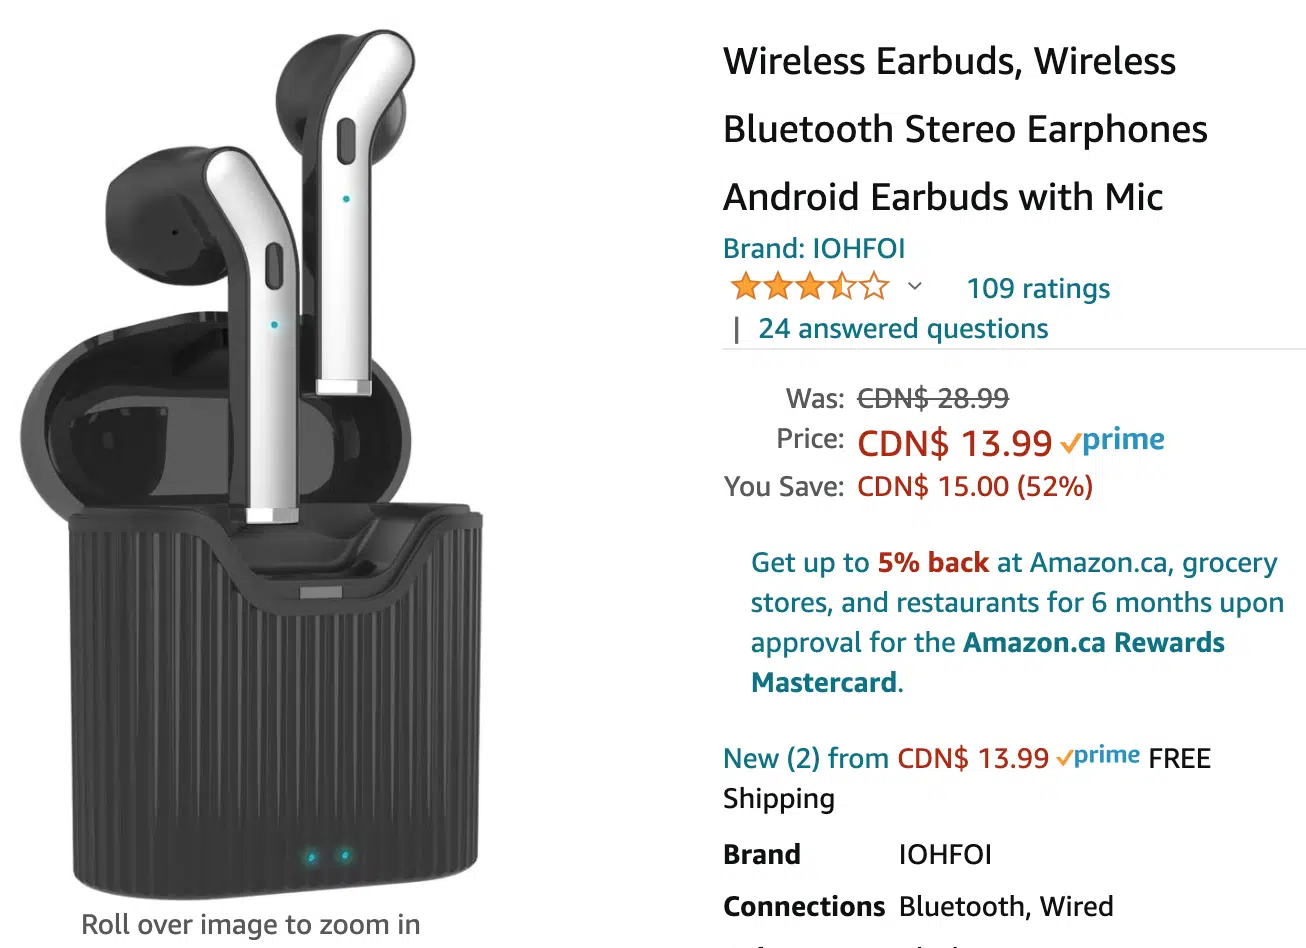 Wireless Earbuds, Wireless
Bluetooth Stereo Earphones
Android Earbuds with Mic
Brand: IOHFOI
109 ratings
| 24 answered questions
Was: CDN$ 28.99
Price: CDN$ 13.99 prime
You Save: CDN$ 15.00 (52%)
Get up to 5% back at Amazon.ca, grocery
stores, and restaurants for 6 months upon
approval for the Amazon.ca Rewards
Mastercard.
New (2) from CDN$ 13.99 prime FREE
Shipping
Brand IOHFOI
Connections Bluetooth, Wired
Roll over image to zoom in